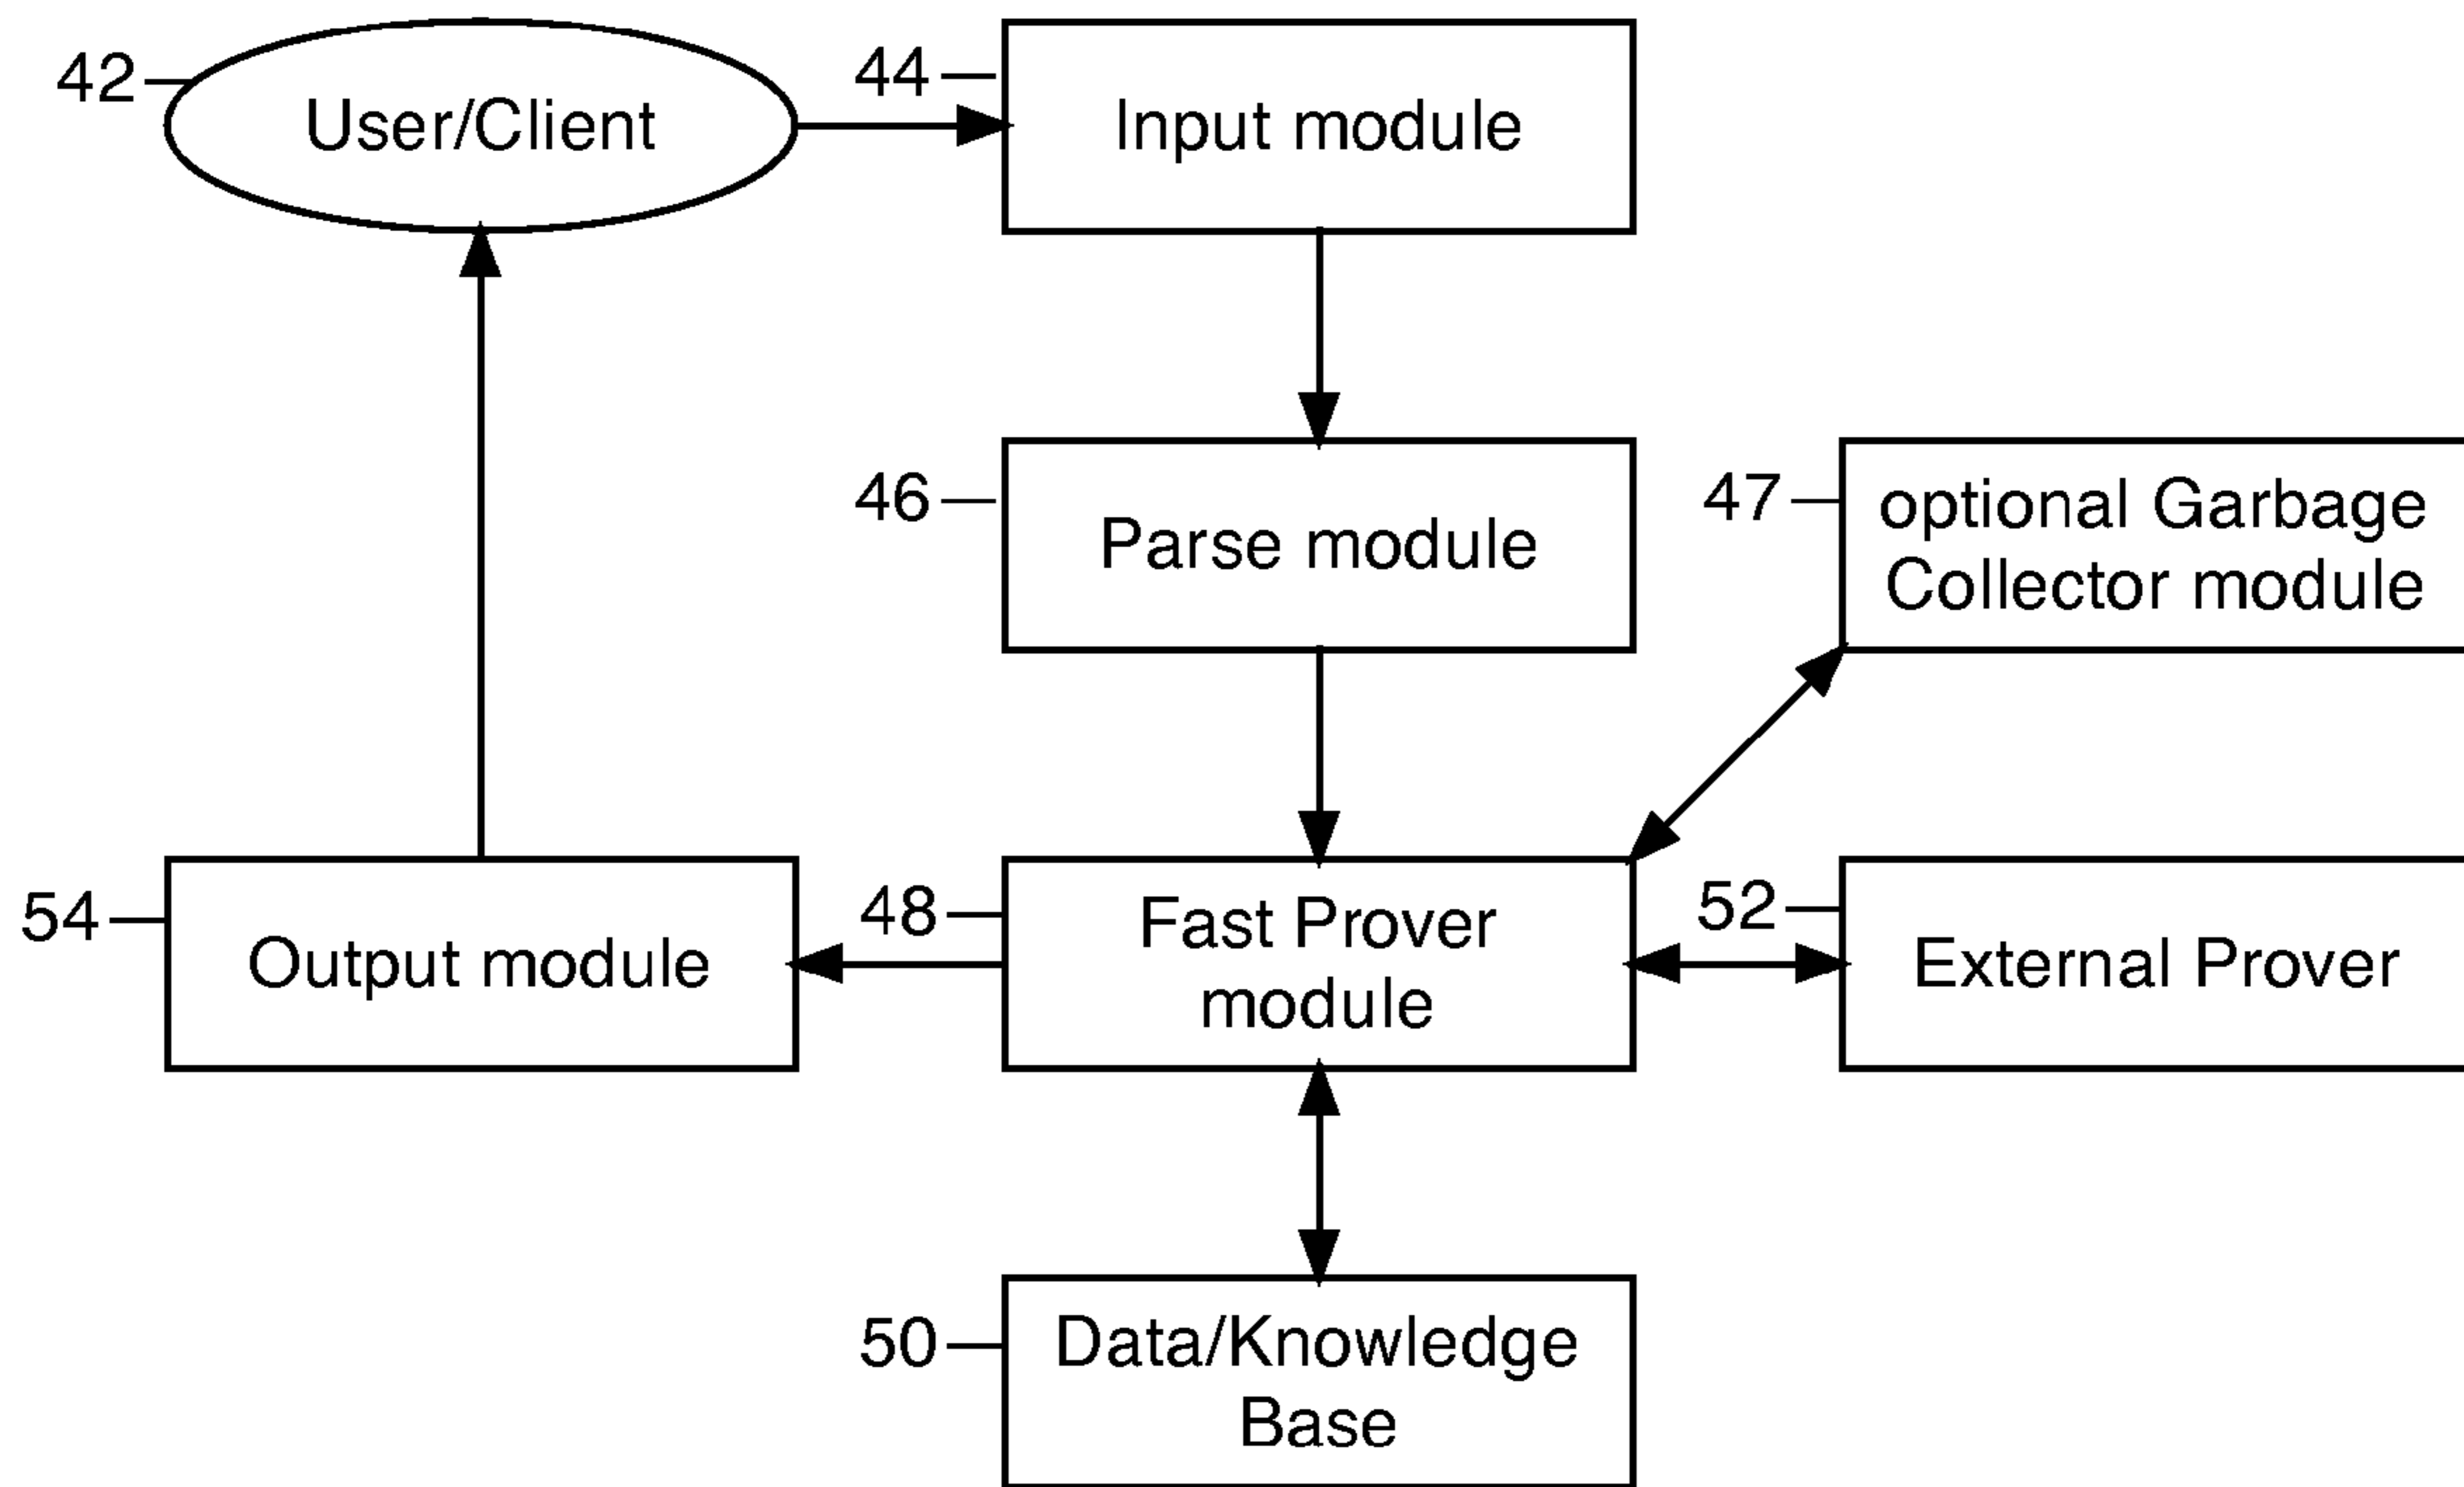 42
User/Client
44
Input module
46
Parse module
47
optional Garbage
Collector module
54
Output module
48
Fast Prover
module
52
External Prover
50
Data/Knowledge
Base